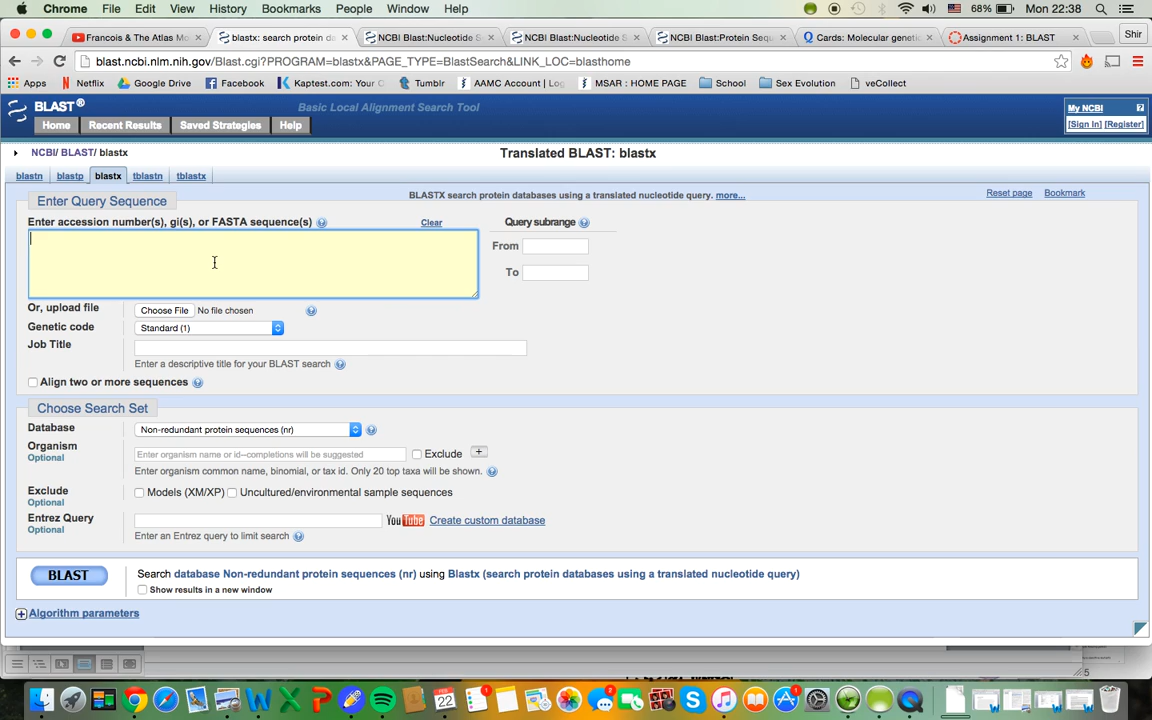 Chrome File Edit View History Bookmarks People Window Help 68% Mon 22:38
Francois & The Atlas Mo × blastx: search protein da × NCBI Blast:Nucleotide S × NCBI Blast:Nucleotide S × NCBI Blast:Protein Sequ × Cards: Molecular genetic × Assignment 1: BLAST × Shir
blast.ncbi.nlm.nih.gov/Blast.cgi?PROGRAM=blastx&PAGE_TYPE=BlastSearch&LINK_LOC=blasthome
Apps Netflix Google Drive Facebook Kaptest.com: Your O Tumblr AAMC Account | Log MSAR : HOME PAGE School Sex Evolution veCollect
BLAST® Basic Local Alignment Search Tool My NCBI ?
Home Recent Results Saved Strategies Help [Sign In] [Register]
NCBI/ BLAST/ blastx Translated BLAST: blastx
blastn blastp blastx tblastn tblastx
Enter Query Sequence BLASTX search protein databases using a translated nucleotide query. more... Reset page Bookmark
Enter accession number(s), gi(s), or FASTA sequence(s) Clear Query subrange
From
To
Or, upload file Choose File No file chosen
Genetic code Standard (1)
Job Title
Enter a descriptive title for your BLAST search
Align two or more sequences
Choose Search Set
Database Non-redundant protein sequences (nr)
Organism
Optional Enter organism name or id--completions will be suggested Exclude +
Enter organism common name, binomial, or tax id. Only 20 top taxa will be shown.
Exclude
Optional Models (XM/XP) Uncultured/environmental sample sequences
Entrez Query
Optional YouTube Create custom database
Enter an Entrez query to limit search
BLAST Search database Non-redundant protein sequences (nr) using Blastx (search protein databases using a translated nucleotide query)
Show results in a new window
Algorithm parameters